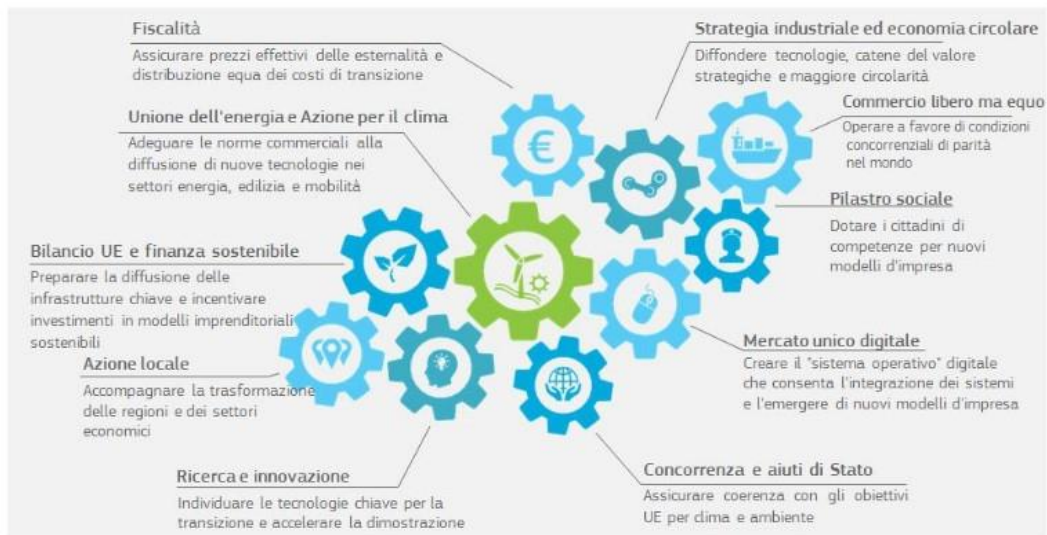 Fiscalità
Assicurare prezzi effettivi delle esternalità e
distribuzione equa dei costi di transizione
Unione dell'energia e Azione per il clima
Adeguare le norme commerciali alla
diffusione di nuove tecnologie nei
settori energia, edilizia e mobilità
Bilancio UE e finanza sostenibile
Preparare la diffusione delle
infrastrutture chiave e incentivare
investimenti in modelli imprenditoriali
sostenibili
Azione locale
Accompagnare la trasformazione
delle regioni e dei settori
economici
Ricerca e innovazione
Individuare le tecnologie chiave per la
transizione e accelerare la dimostrazione
Strategia industriale ed economia circolare
Diffondere tecnologie, catene del valore
strategiche e maggiore circolarità
Commercio libero ma equo
Operare a favore di condizioni
concorrenziali di parità
nel mondo
Pilastro sociale
Dotare i cittadini di
competenze per nuovi
modelli d'impresa
Mercato unico digitale
Creare il "sistema operativo" digitale
che consenta l'integrazione dei sistemi
e l'emergere di nuovi modelli d'impresa
Concorrenza e aiuti di Stato
Assicurare coerenza con gli obiettivi
UE per clima e ambiente
€